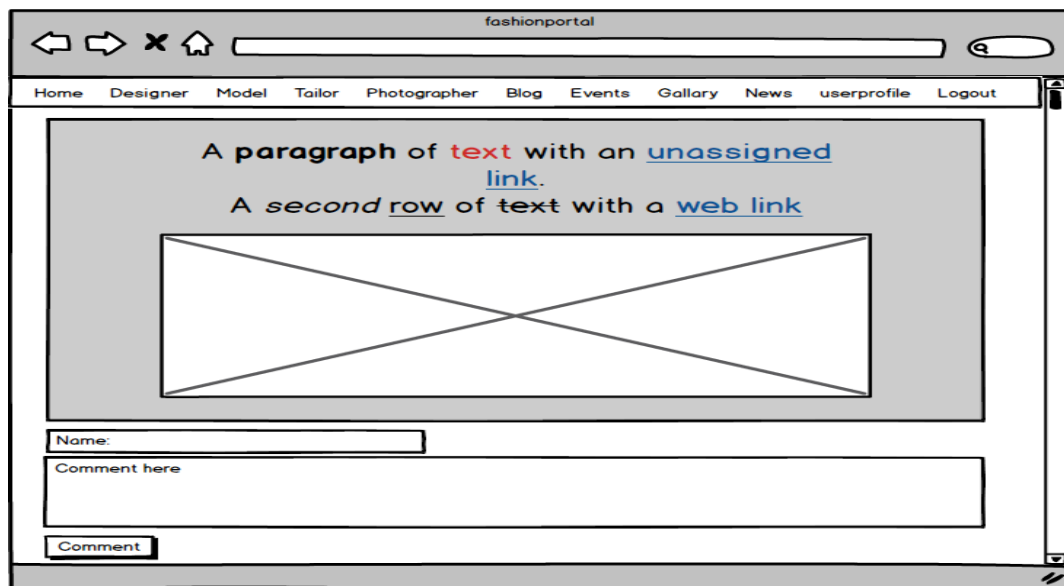 fashionportal
Home Designer Model Tailor Photographer Blog Events Gallary News userprofile Logout
A paragraph of text with an unassigned
link.
A second row of text with a web link
Name:
Comment here
Comment